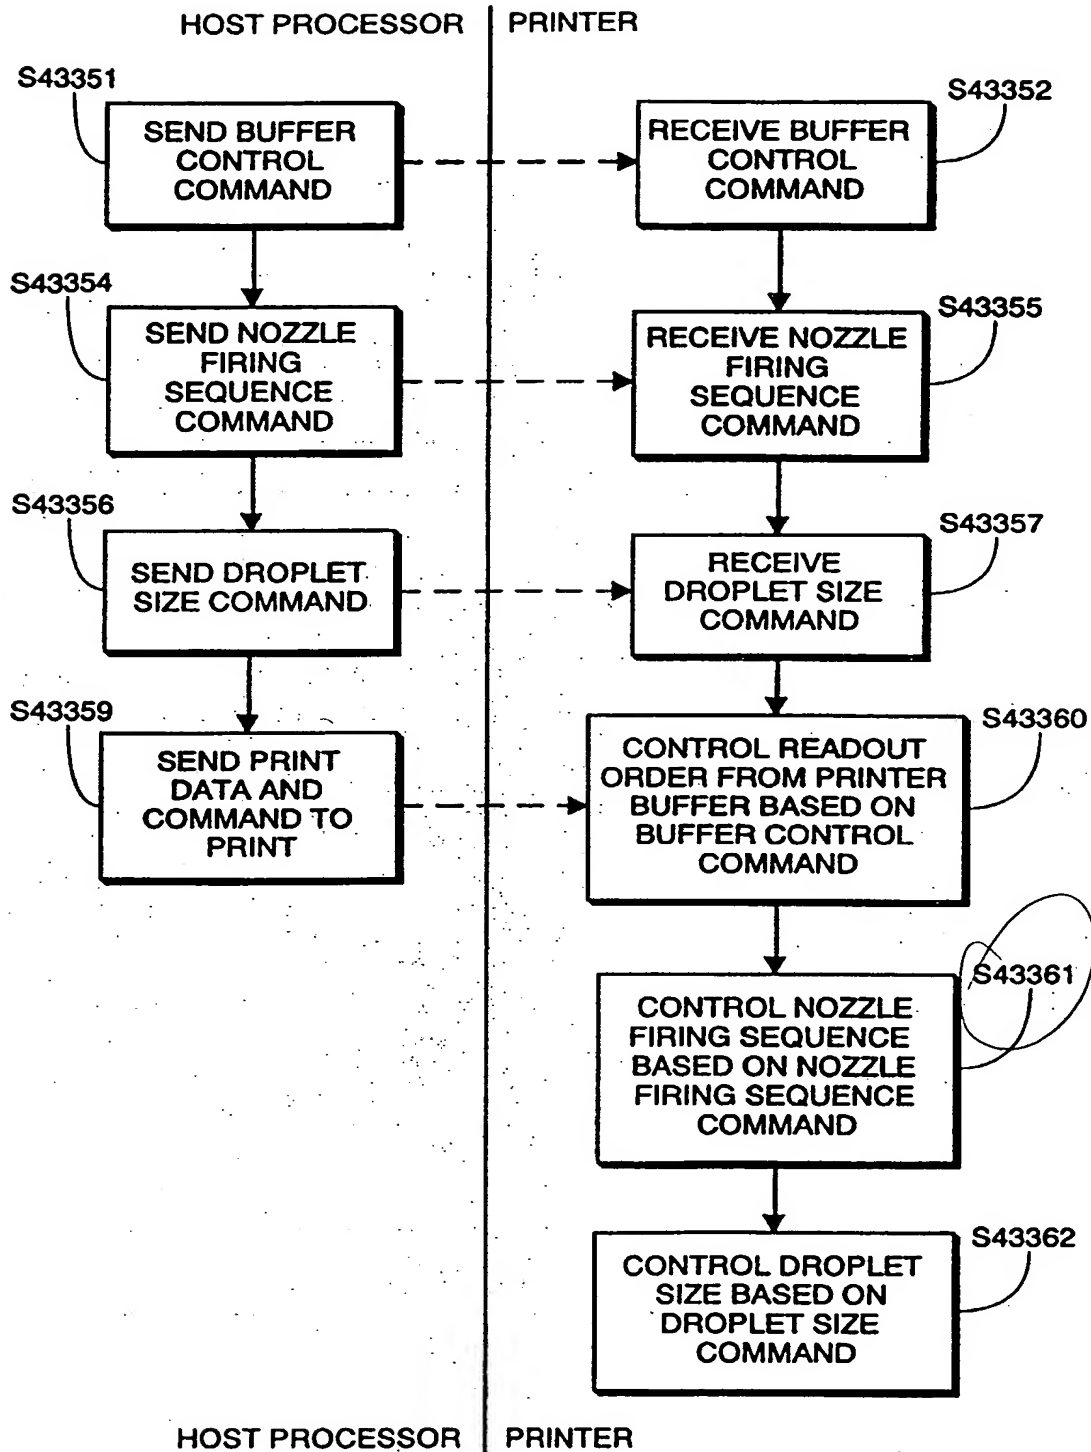 HOST PROCESSOR
PRINTER
S43351
SEND BUFFER
CONTROL
COMMAND
S43352
RECEIVE BUFFER
CONTROL
COMMAND
S43354
SEND NOZZLE
FIRING
SEQUENCE
COMMAND
S43355
RECEIVE NOZZLE
FIRING
SEQUENCE
COMMAND
S43356
SEND DROPLET
SIZE COMMAND
S43357
RECEIVE
DROPLET SIZE
COMMAND
S43359
SEND PRINT
DATA AND
COMMAND TO
PRINT
S43360
CONTROL READOUT
ORDER FROM PRINTER
BUFFER BASED ON
BUFFER CONTROL
COMMAND
S43361
CONTROL NOZZLE
FIRING SEQUENCE
BASED ON NOZZLE
FIRING SEQUENCE
COMMAND
S43362
CONTROL DROPLET
SIZE BASED ON
DROPLET SIZE
COMMAND
HOST PROCESSOR
PRINTER